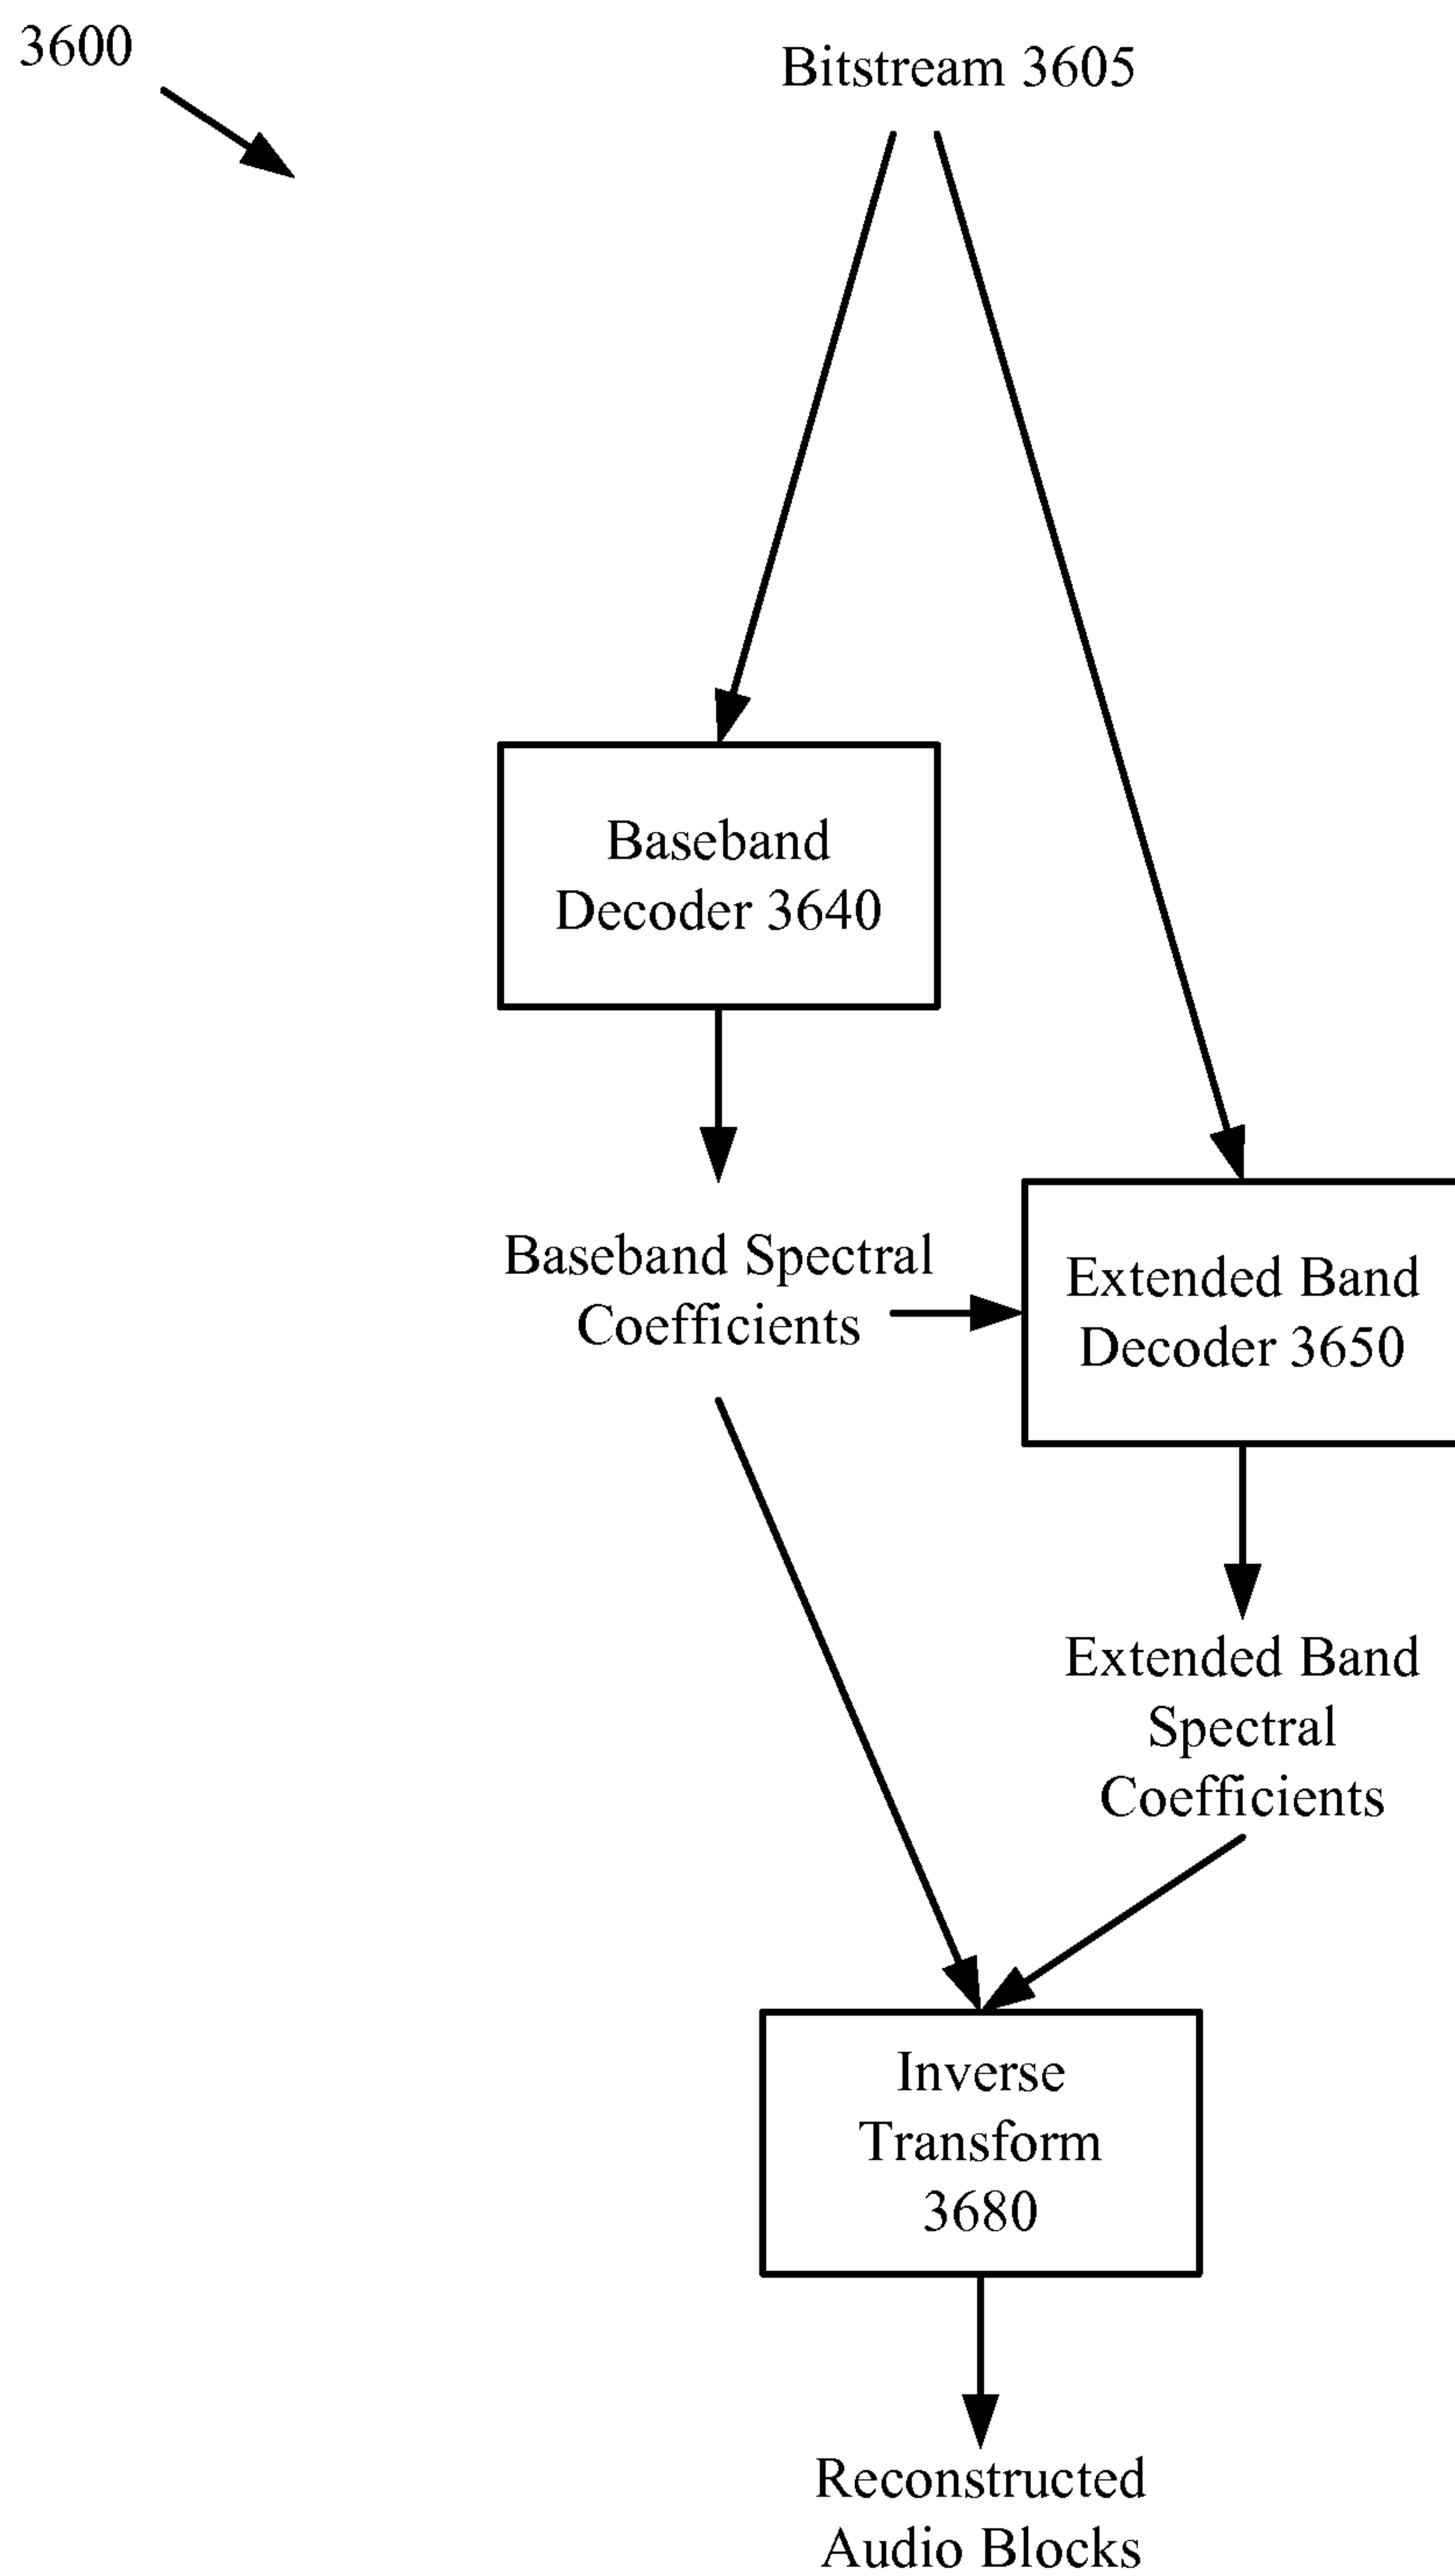 3600
Bitstream 3605
Baseband
Decoder 3640
Baseband Spectral
Coefficients
Extended Band
Decoder 3650
Extended Band
Spectral
Coefficients
Inverse
Transform
3680
Reconstructed
Audio Blocks